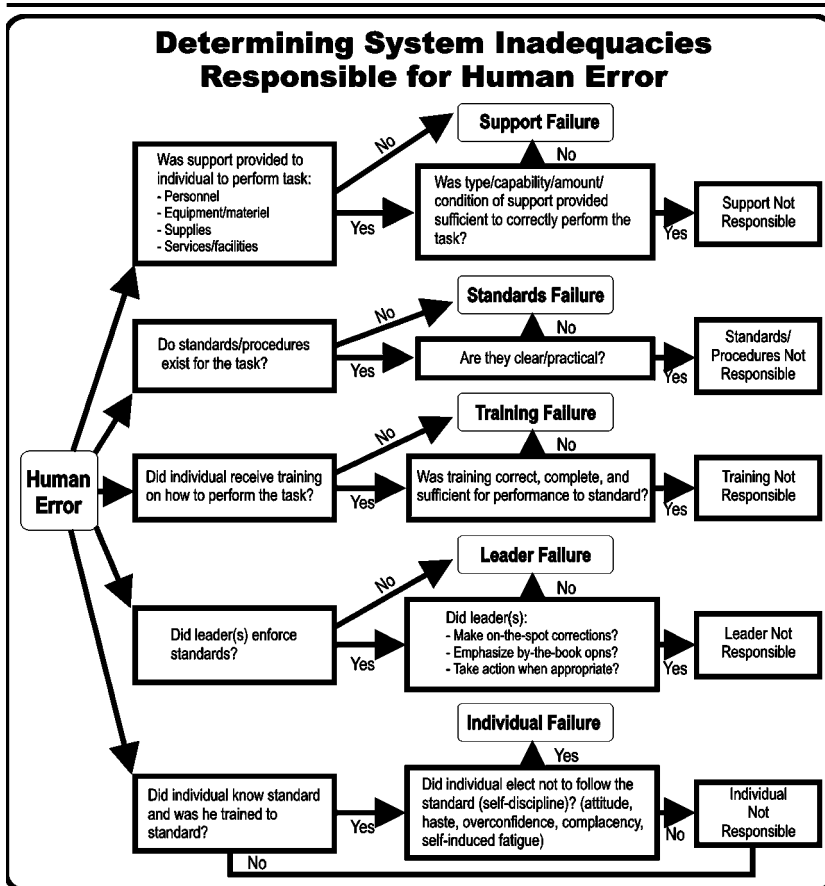 Determining System Inadequacies
Responsible for Human Error
Support Failure
No
No
Was support provided to
individual to perform task:
- Personnel
- Equipment/materiel
- Supplies
- Services/facilities
Yes
Was type/capability/amount/
condition of support provided
sufficient to correctly perform the
task?
Yes
Support Not
Responsible
Standards Failure
No
No
Do standards/procedures
exist for the task?
Yes
Are they clear/practical?
Yes
Standards/
Procedures Not
Responsible
Training Failure
No
No
Human
Error
Did individual receive training
on how to perform the task?
Yes
Was training correct, complete, and
sufficient for performance to standard?
Yes
Training Not
Responsible
Leader Failure
No
No
Did leader(s) enforce
standards?
Yes
Did leader(s):
- Make on-the-spot corrections?
- Emphasize by-the-book opns?
- Take action when appropriate?
Yes
Leader Not
Responsible
Individual Failure
Yes
Did individual know standard
and was he trained to
standard?
Yes
Did individual elect not to follow the
standard (self-discipline)? (attitude,
haste, overconfidence, complacency,
self-induced fatigue)
No
Individual
Not
Responsible
No